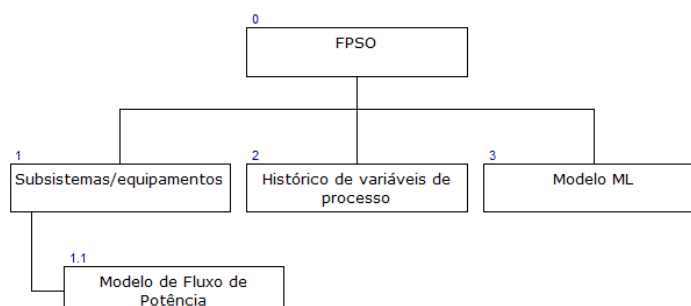 0
FPSO
1
Subsistemas/equipamentos
2
Histórico de variáveis de
processo
3
Modelo ML
1.1
Modelo de Fluxo de
Potência